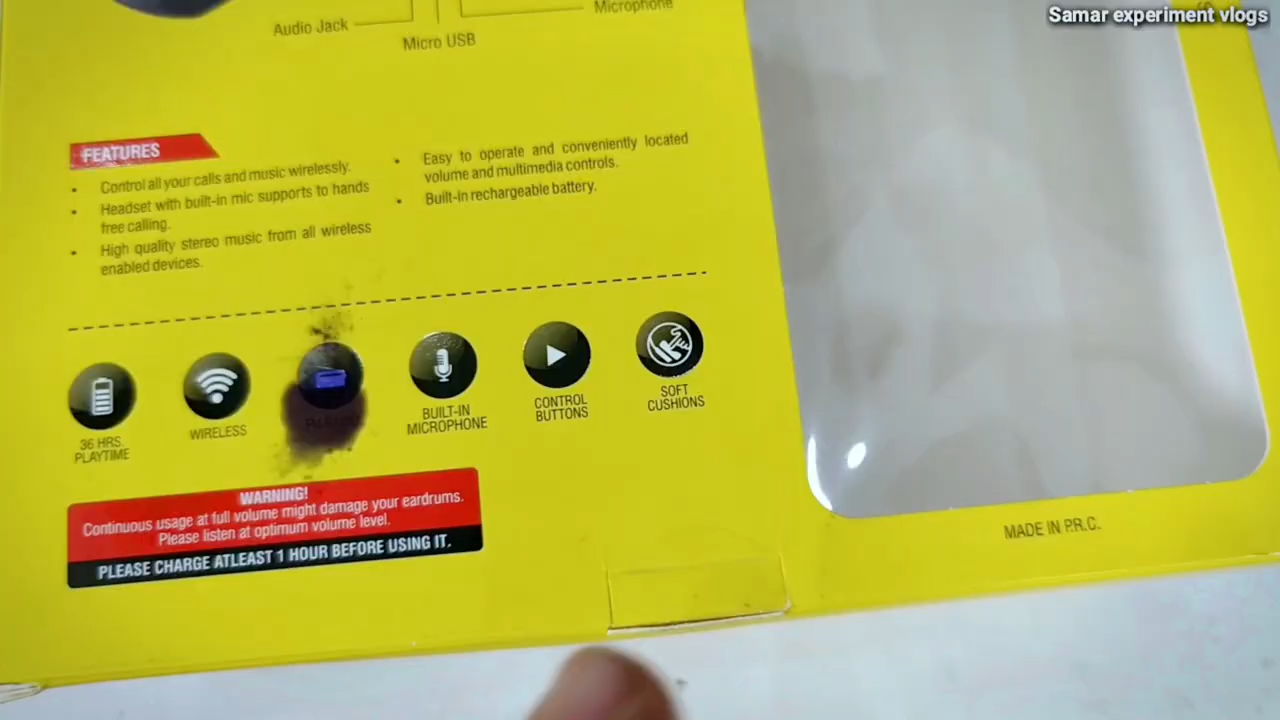 Samar experiment vlogs
Microphone
Audio Jack
Micro USB
FEATURES
• Control all your calls and music wirelessly.
• Headset with built-in mic supports to hands
free calling.
• High quality stereo music from all wireless
enabled devices.
• Easy to operate and conveniently located
volume and multimedia controls.
• Built-in rechargeable battery.
36 HRS.
PLAYTIME
WIRELESS
BUILT-IN
MICROPHONE
CONTROL
BUTTONS
SOFT
CUSHIONS
WARNING!
Continuous usage at full volume might damage your eardrums.
Please listen at optimum volume level.
PLEASE CHARGE ATLEAST 1 HOUR BEFORE USING IT.
MADE IN P.R.C.